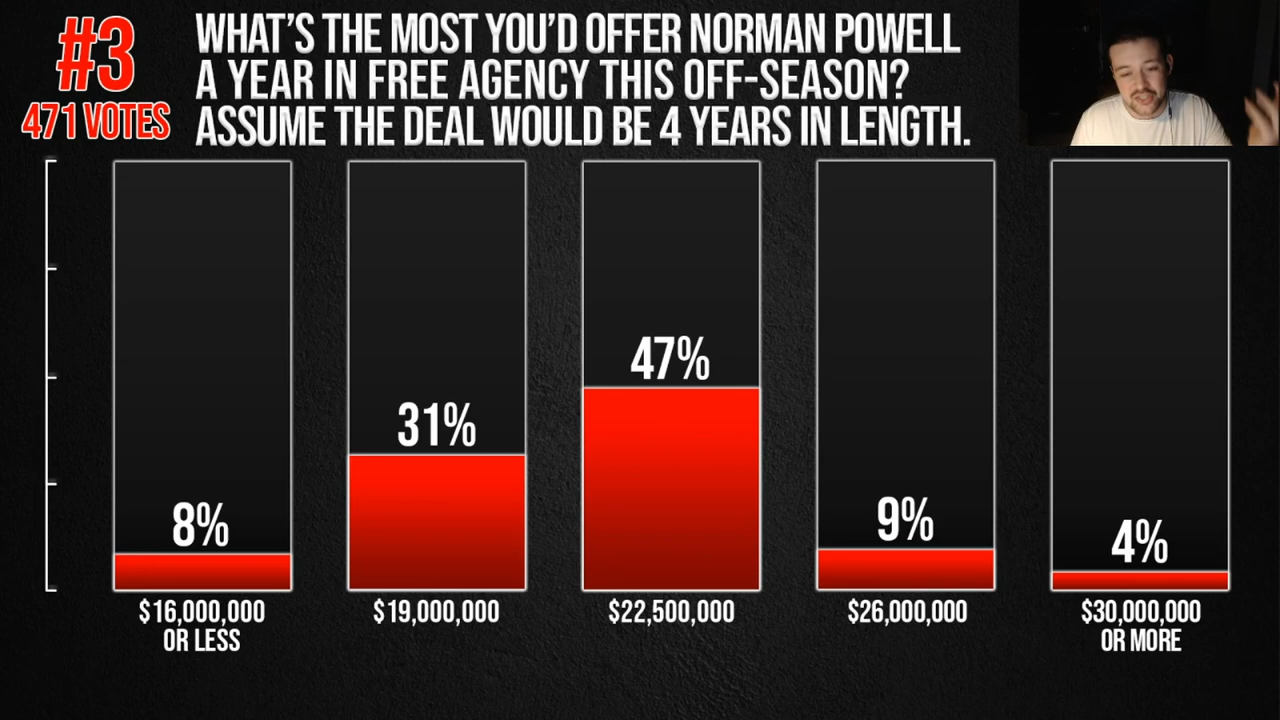 #3
471 VOTES
WHAT'S THE MOST YOU'D OFFER NORMAN POWELL
A YEAR IN FREE AGENCY THIS OFF-SEASON?
ASSUME THE DEAL WOULD BE 4 YEARS IN LENGTH.
8%
31%
47%
9%
4%
$16,000,000
OR LESS
$19,000,000
$22,500,000
$26,000,000
$30,000,000
OR MORE